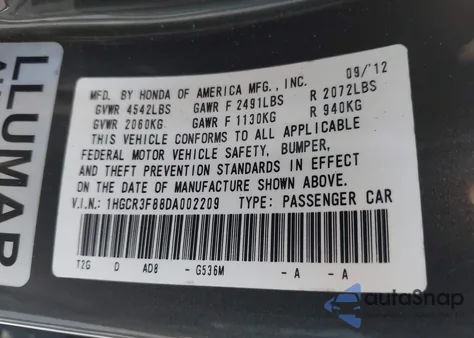 MFD. BY HONDA OF AMERICA MFG., INC. 09/'12
GVWR 4542LBS GAWR F 2491LBS R 2072LBS
GVWR 2060KG GAWR F 1130KG R 940KG
THIS VEHICLE CONFORMS TO ALL APPLICABLE
FEDERAL MOTOR VEHICLE SAFETY, BUMPER,
AND THEFT PREVENTION STANDARDS IN EFFECT
ON THE DATE OF MANUFACTURE SHOWN ABOVE.
V.I.N.: 1HGCR3F88DA002209 TYPE: PASSENGER CAR
T2G D AD8 - G536M - A - A
LLUMAR
autoSnap